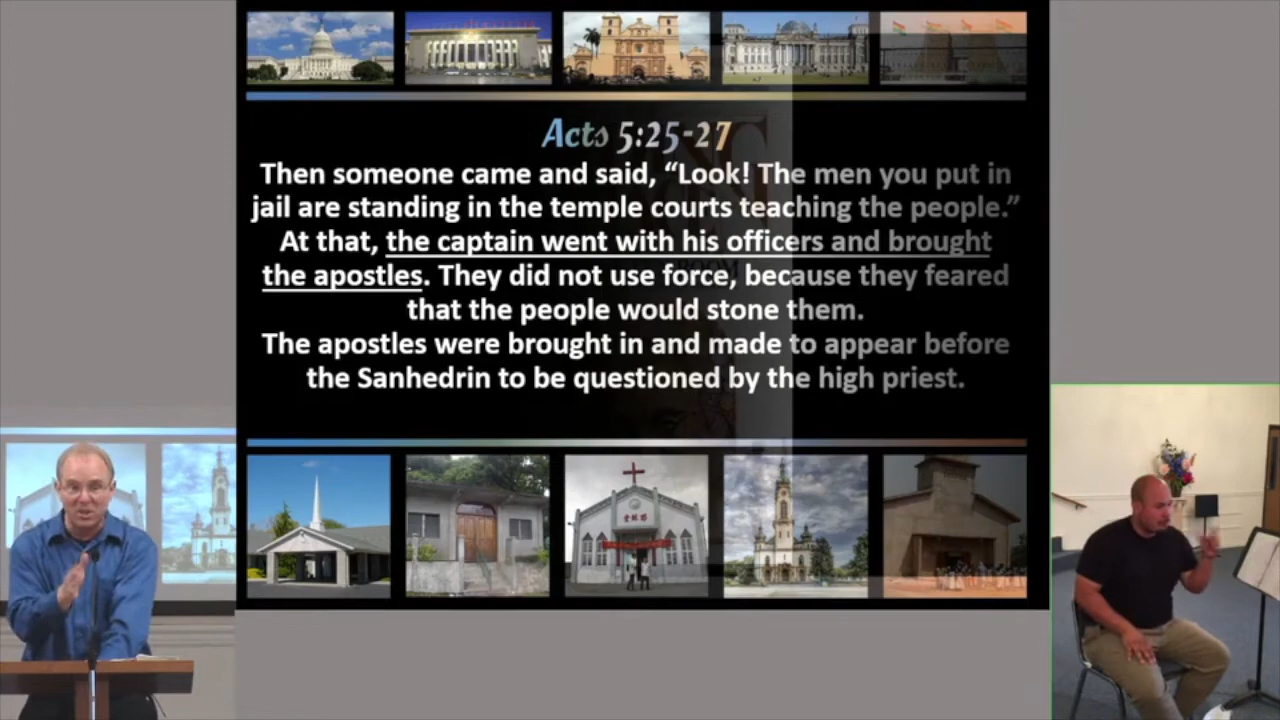 Acts 5:25-27
Then someone came and said, “Look! The men you put in
jail are standing in the temple courts teaching the people.”
At that, the captain went with his officers and brought
the apostles. They did not use force, because they feared
that the people would stone them.
The apostles were brought in and made to appear before
the Sanhedrin to be questioned by the high priest.